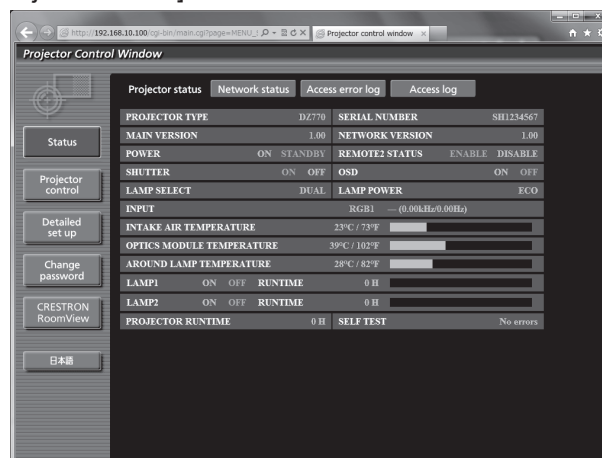 http://192.168.10.100/cgi-bin/main.cgi?page=MENU_S
Projector control window
Projector Control Window
Projector status Network status Access error log Access log
Status
Projector control
Detailed set up
Change password
CRESTRON RoomView
日本語
PROJECTOR TYPE DZ770 SERIAL NUMBER SH1234567
MAIN VERSION 1.00 NETWORK VERSION 1.00
POWER ON STANDBY REMOTE2 STATUS ENABLE DISABLE
SHUTTER ON OFF OSD ON OFF
LAMP SELECT DUAL LAMP POWER ECO
INPUT RGB1 — (0.00kHz/0.00Hz)
INTAKE AIR TEMPERATURE 23°C / 73°F
OPTICS MODULE TEMPERATURE 39°C / 102°F
AROUND LAMP TEMPERATURE 28°C / 82°F
LAMP1 ON OFF RUNTIME 0 H
LAMP2 ON OFF RUNTIME 0 H
PROJECTOR RUNTIME 0 H SELF TEST No errors